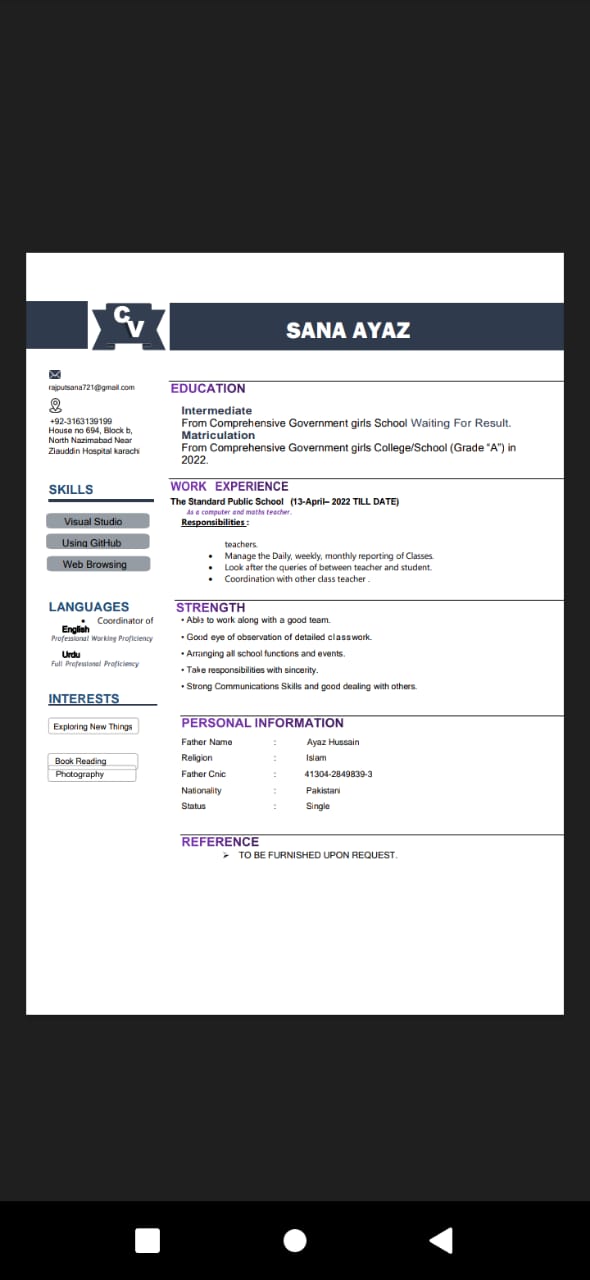 CV
SANA AYAZ
rajputsana721@gmail.com
+92-3163139199
House no 694, Block b,
North Nazimabad Near
Ziauddin Hospital karachi
SKILLS
Visual Studio
Using GitHub
Web Browsing
LANGUAGES
• Coordinator of
English
Professional Working Proficiency
Urdu
Full Professional Proficiency
INTERESTS
Exploring New Things
Book Reading
Photography
EDUCATION
Intermediate
From Comprehensive Government girls School Waiting For Result.
Matriculation
From Comprehensive Government girls College/School (Grade "A") in
2022.
WORK EXPERIENCE
The Standard Public School (13-April– 2022 TILL DATE)
As a computer and maths teacher.
Responsibilities :
teachers.
• Manage the Daily, weekly, monthly reporting of Classes.
• Look after the queries of between teacher and student.
• Coordination with other class teacher .
STRENGTH
• Able to work along with a good team.
• Good eye of observation of detailed classwork.
• Arranging all school functions and events.
• Take responsibilities with sincerity.
• Strong Communications Skills and good dealing with others.
PERSONAL INFORMATION
Father Name : Ayaz Hussain
Religion : Islam
Father Cnic : 41304-2849839-3
Nationality : Pakistani
Status : Single
REFERENCE
➢ TO BE FURNISHED UPON REQUEST.